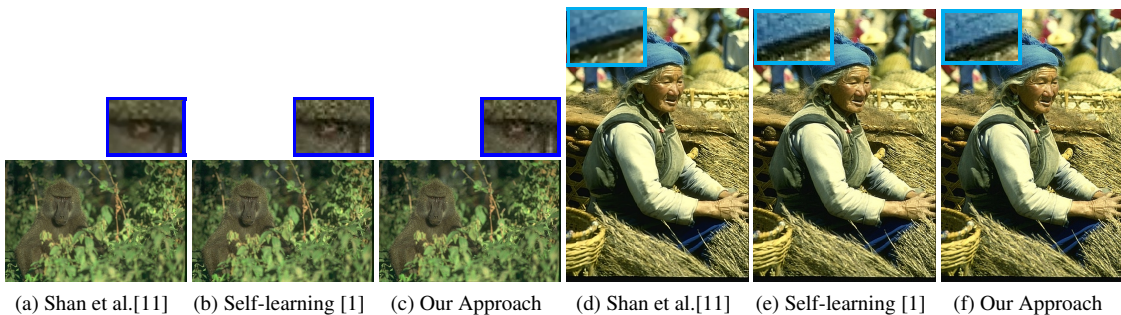 (a) Shan et al.[11] (b) Self-learning [1] (c) Our Approach (d) Shan et al.[11] (e) Self-learning [1] (f) Our Approach